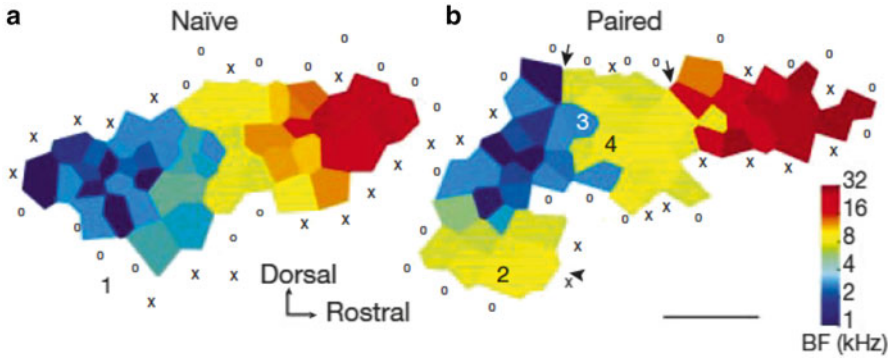 a
Naïve
b
Paired
1
2
3
4
Dorsal
Rostral
32
16
8
4
2
1
BF (kHz)